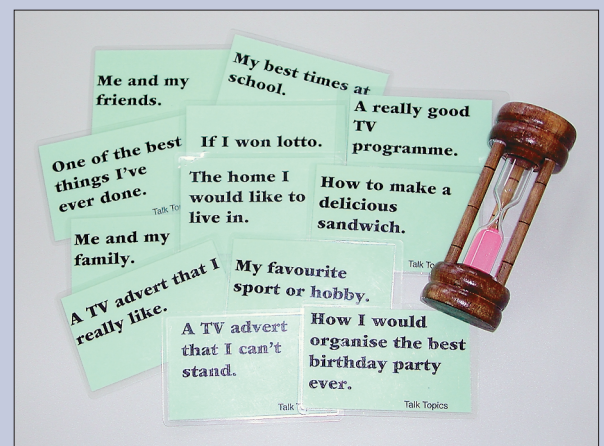 Me and my
friends.
My best times at
school.
A really good
TV
programme.
If I won lotto.
One of the best
things I've
ever done.
The home I
would like to
live in.
How to make a
delicious
sandwich.
Talk
Me and my
family.
My favourite
sport or hobby.
A TV advert that I
really like.
A TV advert
that I can't
stand.
Talk
How I would
organise the best
birthday party
ever.
Talk Topics